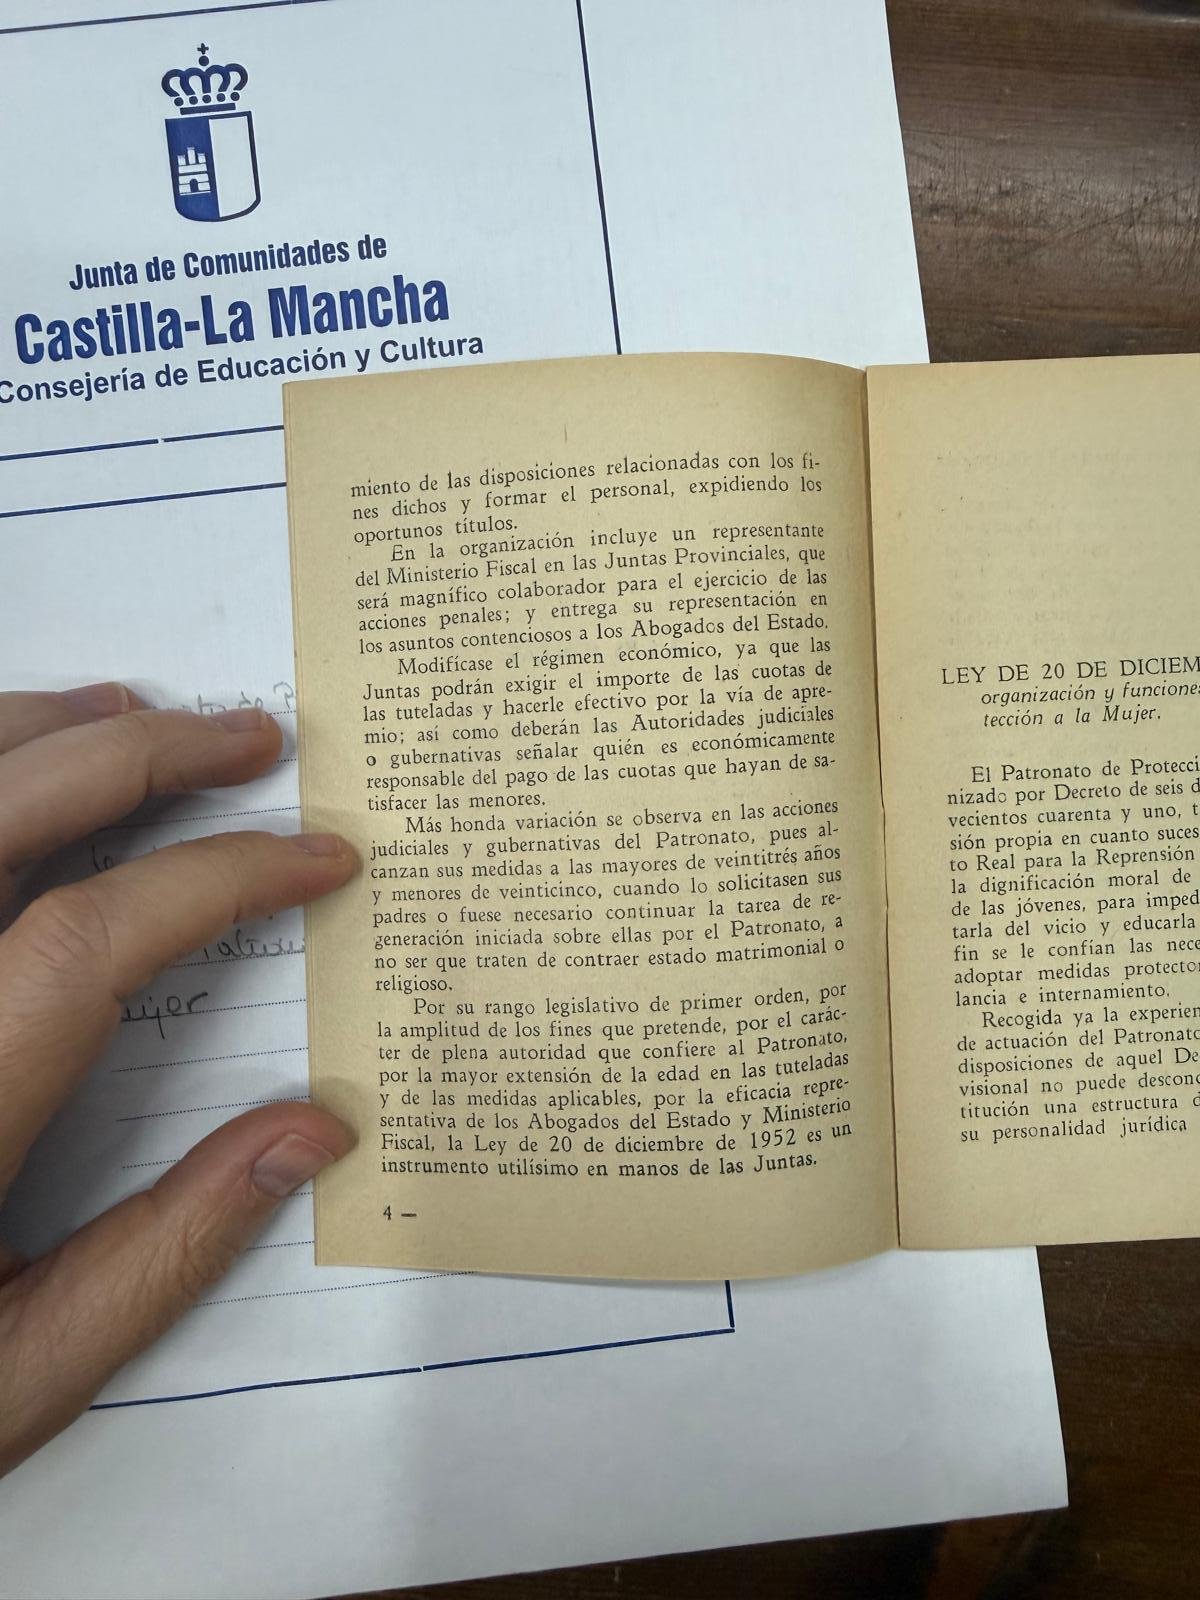 Junta de Comunidades de
Castilla-La Mancha
Consejería de Educación y Cultura
miento de las disposiciones relacionadas con los fi-
nes dichos y formar el personal, expidiendo los
oportunos títulos.
En la organización incluye un representante
del Ministerio Fiscal en las Juntas Provinciales, que
será magnífico colaborador para el ejercicio de las
acciones penales; y entrega su representación en
los asuntos contenciosos a los Abogados del Estado.
Modifícase el régimen económico, ya que las
Juntas podrán exigir el importe de las cuotas de
las tuteladas y hacerle efectivo por la vía de apre-
mio; así como deberán las Autoridades judiciales
o gubernativas señalar quién es económicamente
responsable del pago de las cuotas que hayan de sa-
tisfacer las menores.
Más honda variación se observa en las acciones
judiciales y gubernativas del Patronato, pues al-
canzan sus medidas a las mayores de veintitrés años
y menores de veinticinco, cuando lo solicitasen sus
padres o fuese necesario continuar la tarea de re-
generación iniciada sobre ellas por el Patronato, a
no ser que traten de contraer estado matrimonial o
religioso.
Por su rango legislativo de primer orden, por
la amplitud de los fines que pretende, por el carác-
ter de plena autoridad que confiere al Patronato,
por la mayor extensión de la edad en las tuteladas
y de las medidas aplicables, por la eficacia repre-
sentativa de los Abogados del Estado y Ministerio
Fiscal, la Ley de 20 de diciembre de 1952 es un
instrumento utilísimo en manos de las Juntas.
4 —
LEY DE 20 DE DICIEM
organización y funciones
tección a la Mujer.
El Patronato de Protecci
nizado por Decreto de seis d
vecientos cuarenta y uno, t
sión propia en cuanto suces
to Real para la Reprensión
la dignificación moral de
de las jóvenes, para imped
tarla del vicio y educarla
fin se le confían las nece
adoptar medidas protector
lancia e internamiento.
Recogida ya la experien
de actuación del Patronato
disposiciones de aquel De
visional no puede descono
titución una estructura d
su personalidad jurídica